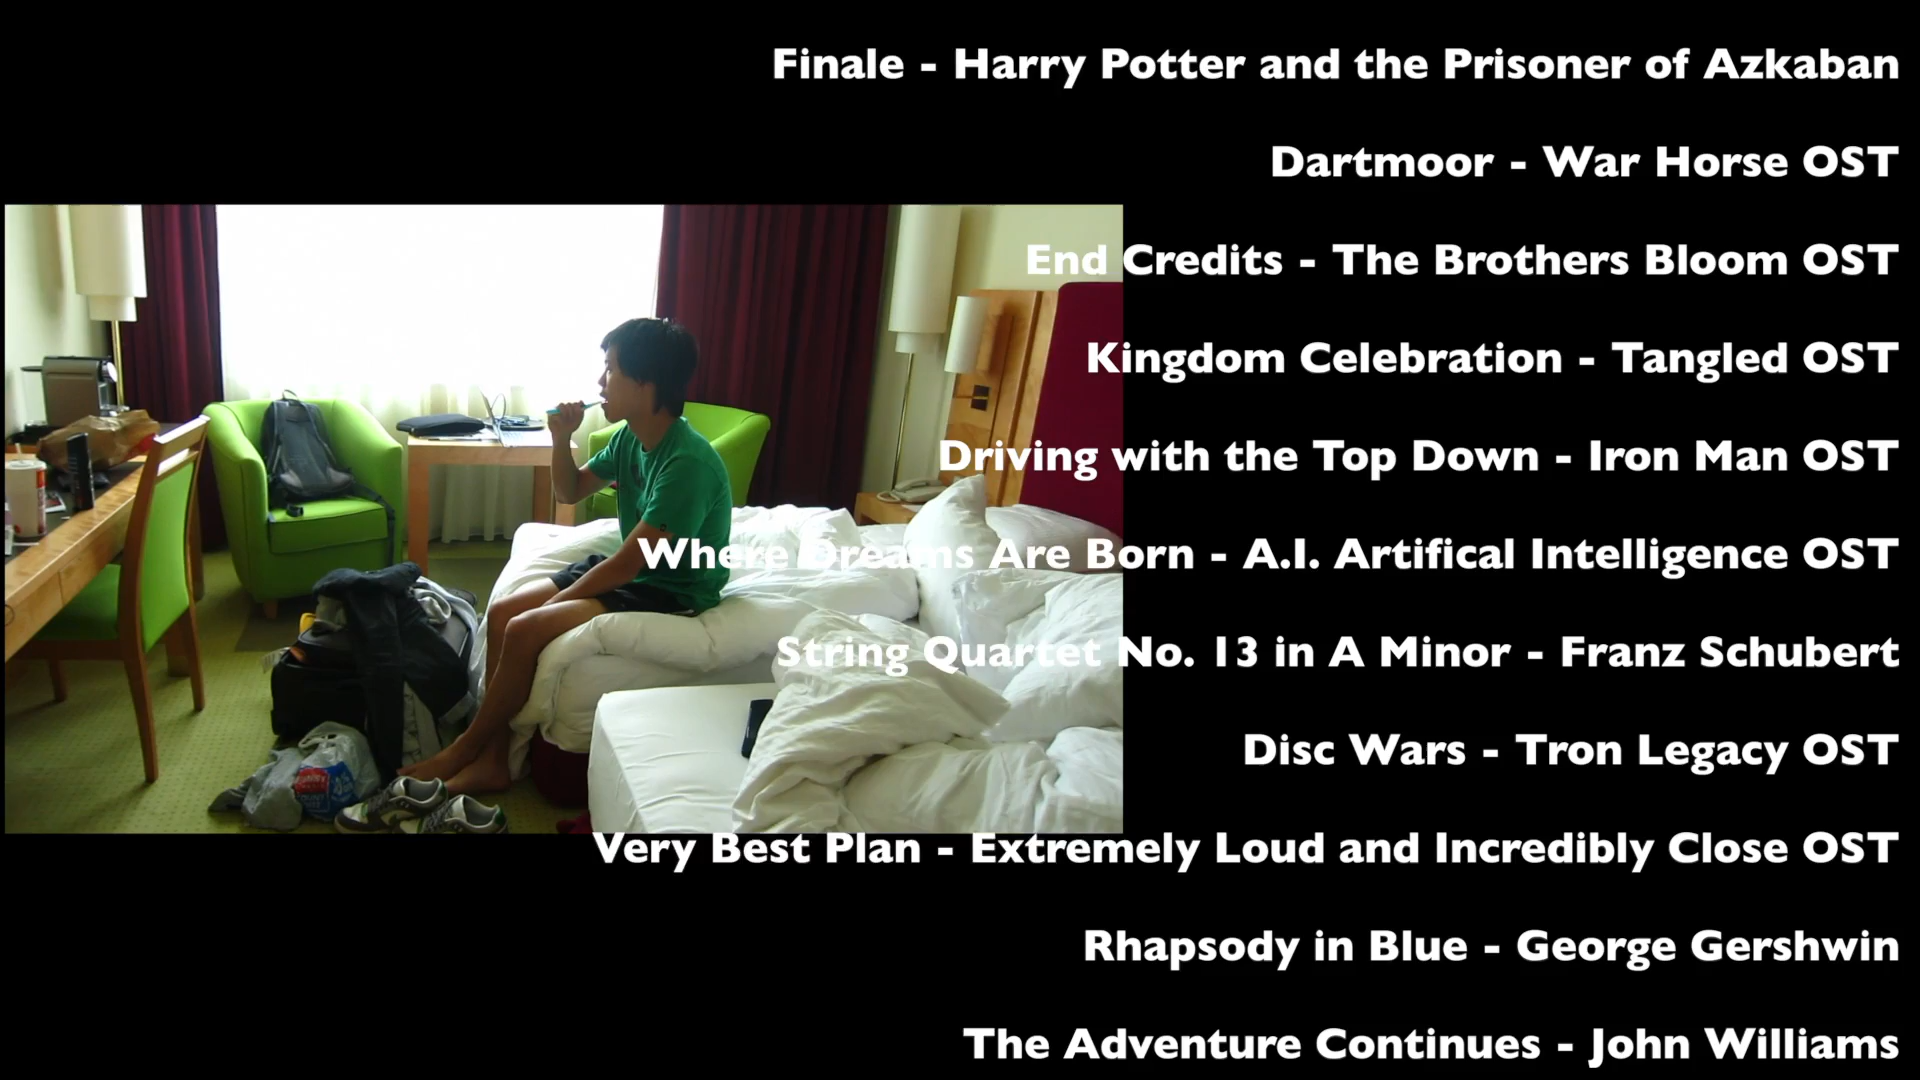 Finale - Harry Potter and the Prisoner of Azkaban
Dartmoor - War Horse OST
End Credits - The Brothers Bloom OST
Kingdom Celebration - Tangled OST
Driving with the Top Down - Iron Man OST
Where Dreams Are Born - A.I. Artifical Intelligence OST
String Quartet No. 13 in A Minor - Franz Schubert
Disc Wars - Tron Legacy OST
Very Best Plan - Extremely Loud and Incredibly Close OST
Rhapsody in Blue - George Gershwin
The Adventure Continues - John Williams